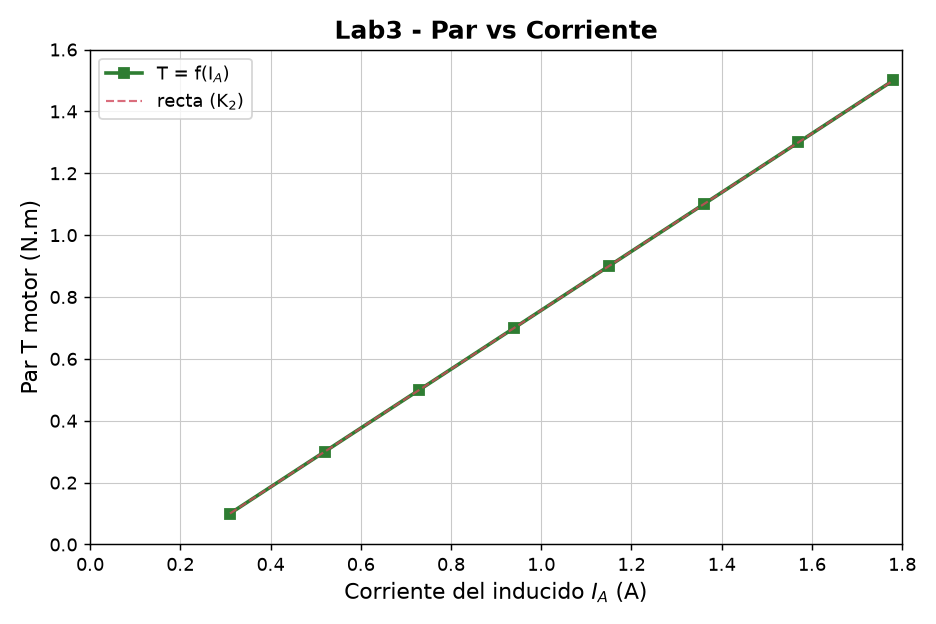 Lab3 - Par vs Corriente
T = f(I_A)
recta (K₂)
Par T motor (N.m)
1.6
1.4
1.2
1.0
0.8
0.6
0.4
0.2
0.0
0.0 0.2 0.4 0.6 0.8 1.0 1.2 1.4 1.6 1.8
Corriente del inducido I_A (A)